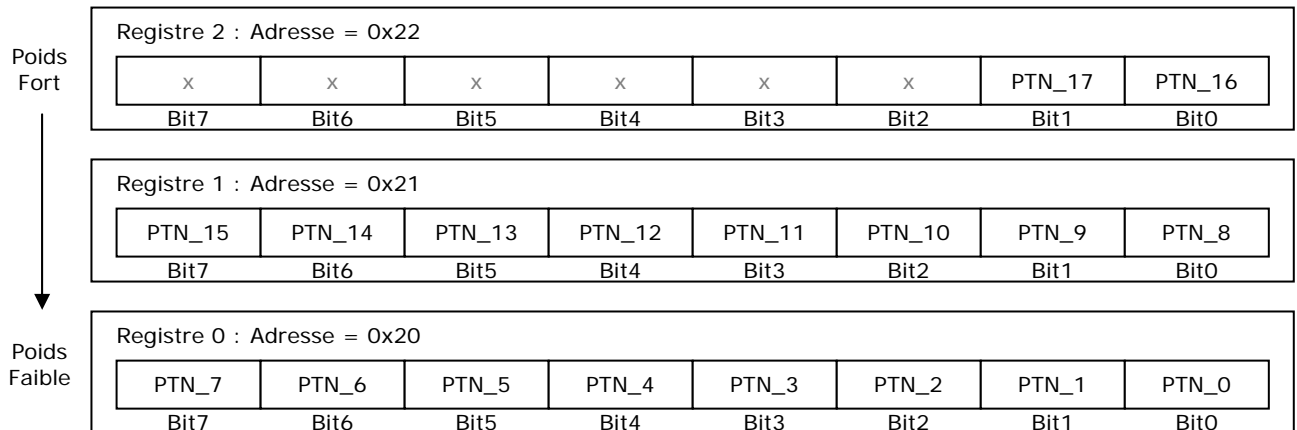 Registre 2 : Adresse = 0x22
Poids
Fort
x x x x x x PTN_17 PTN_16
Bit7 Bit6 Bit5 Bit4 Bit3 Bit2 Bit1 Bit0
Registre 1 : Adresse = 0x21
PTN_15 PTN_14 PTN_13 PTN_12 PTN_11 PTN_10 PTN_9 PTN_8
Bit7 Bit6 Bit5 Bit4 Bit3 Bit2 Bit1 Bit0
Registre 0 : Adresse = 0x20
Poids
Faible
PTN_7 PTN_6 PTN_5 PTN_4 PTN_3 PTN_2 PTN_1 PTN_0
Bit7 Bit6 Bit5 Bit4 Bit3 Bit2 Bit1 Bit0